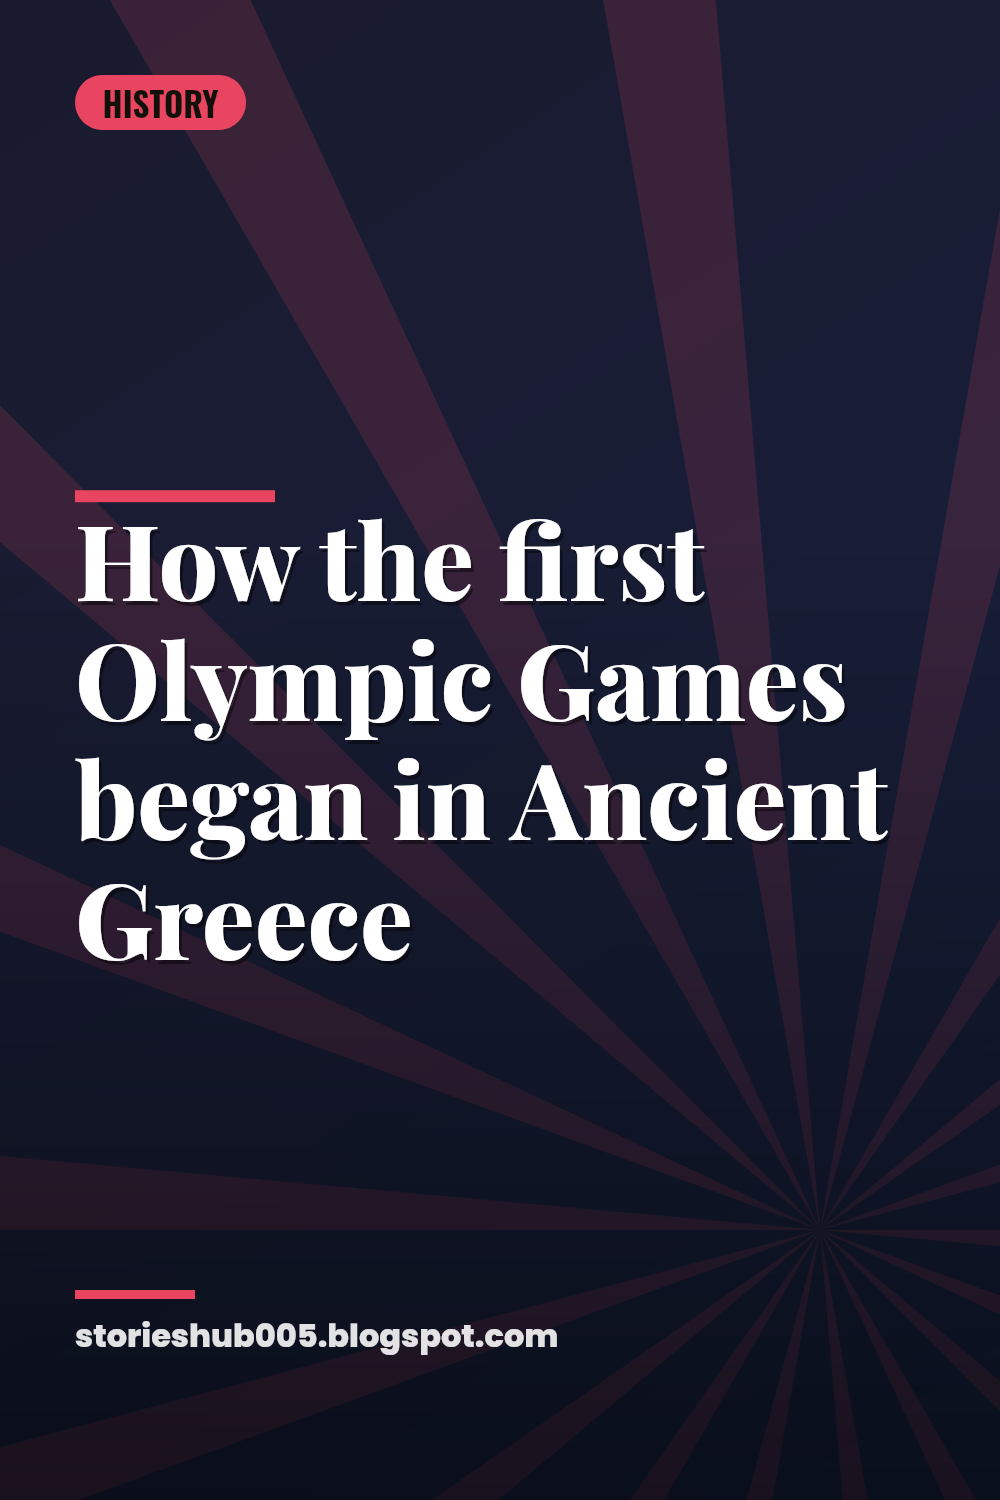 HISTORY
How the first
Olympic Games
began in Ancient
Greece
storieshub005.blogspot.com